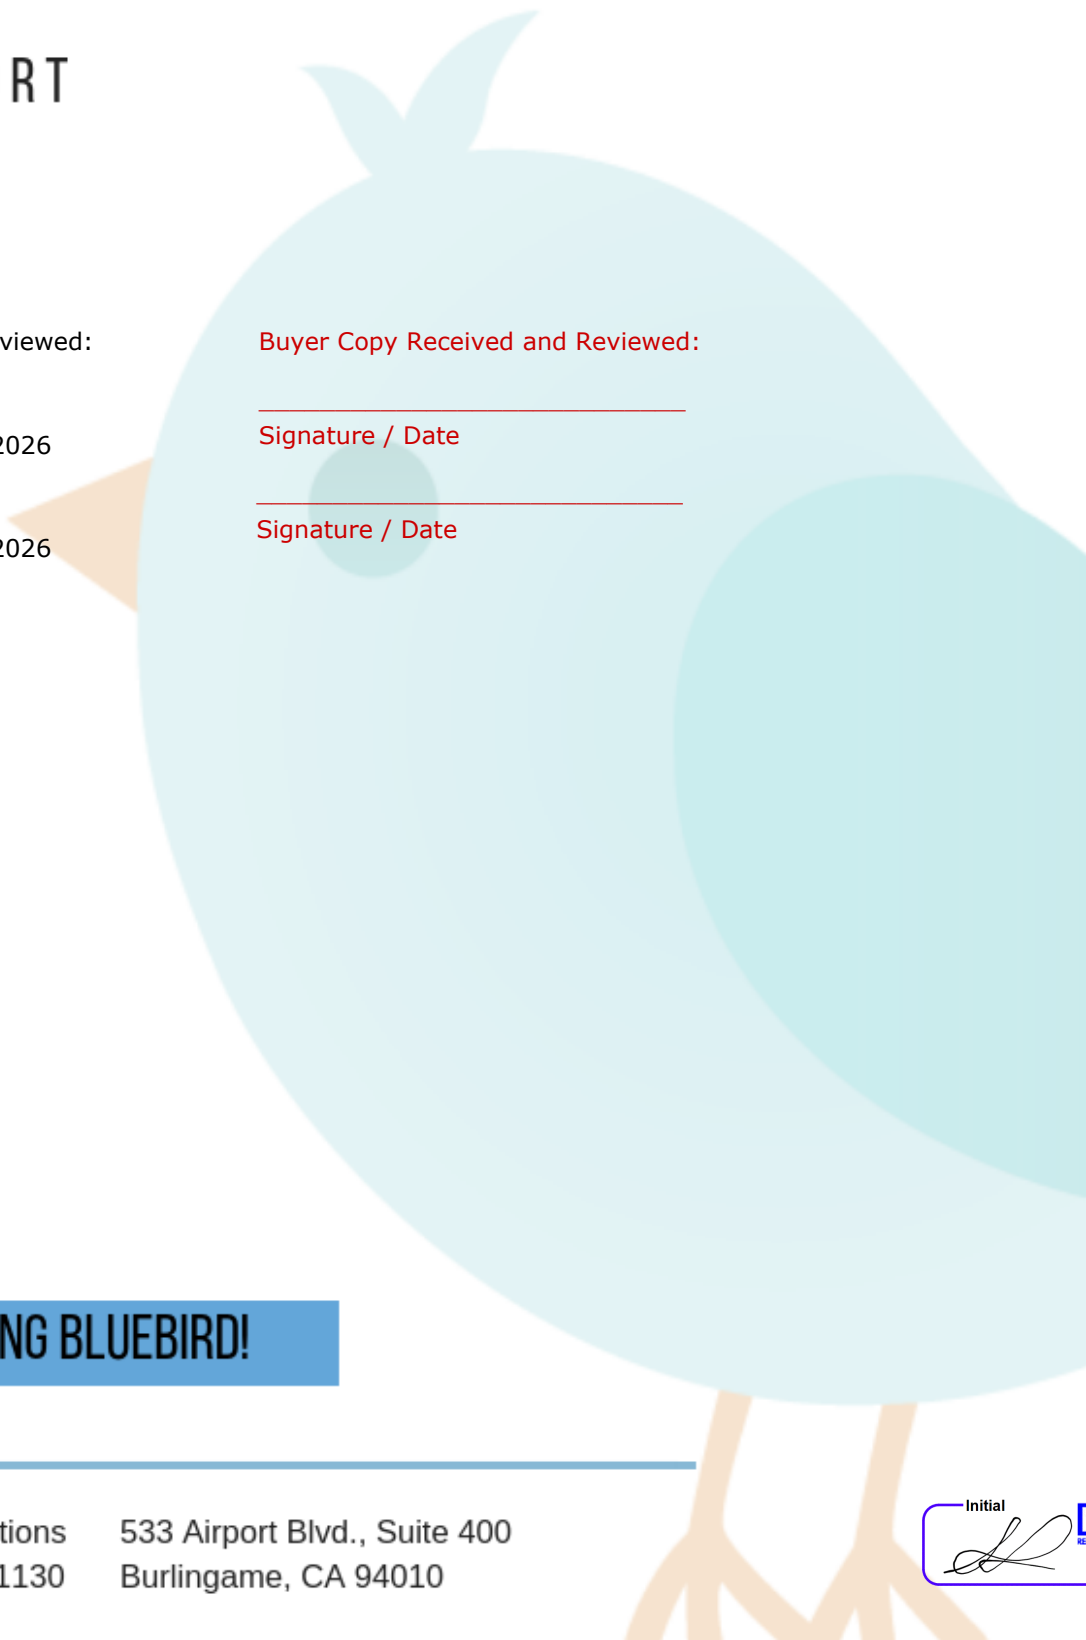 RT
viewed:
Buyer Copy Received and Reviewed:
Signature / Date
2026
Signature / Date
2026
NG BLUEBIRD!
tions
533 Airport Blvd., Suite 400
1130
Burlingame, CA 94010
Initial